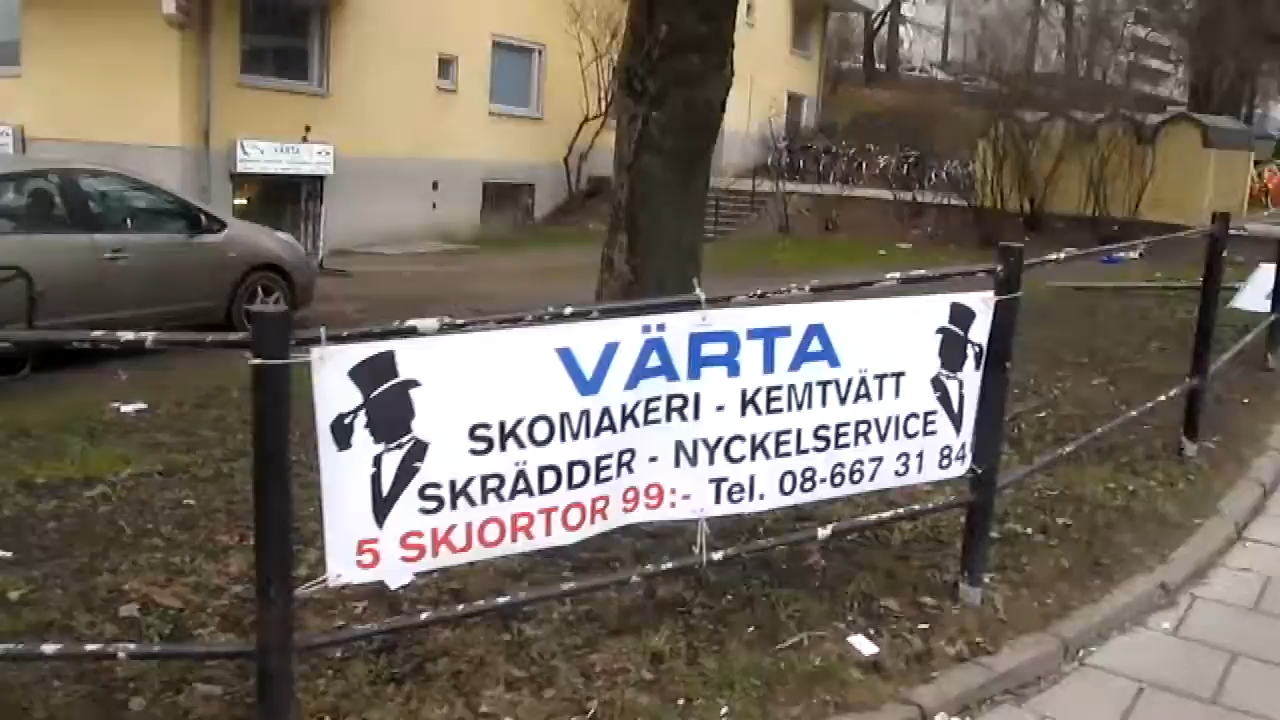 VÄRTA
VÄRTA
SKOMAKERI - KEMTVÄTT
SKRÄDDER - NYCKELSERVICE
5 SKJORTOR 99:- Tel. 08-667 31 84